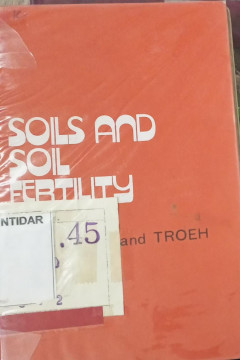 SOILS AND
SOIL
FERTILITY
NTIDAR
.45
and TROEH
2